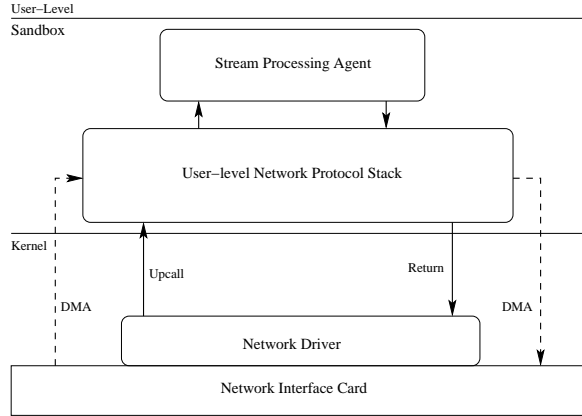 User-Level
Sandbox
Stream Processing Agent
User-level Network Protocol Stack
Kernel
Upcall
Return
DMA
DMA
Network Driver
Network Interface Card